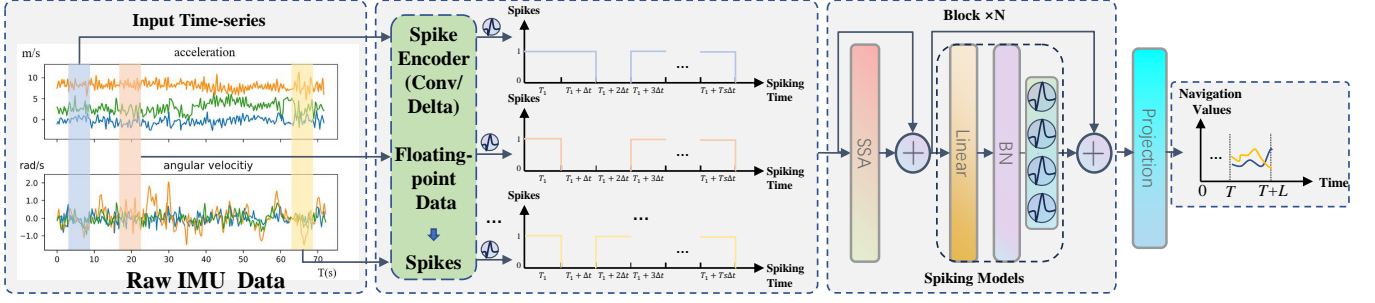 Input Time-series
m/s
acceleration
10
5
0
rad/s
angular velocitiy
2.0
1.0
0.0
−1.0
0 10 20 30 40 50 60 70
T(s)
Raw IMU Data
Spike
Encoder
(Conv/
Delta)
Floating-
point
Data
Spikes
...
Spikes
1
0
...
T₁ T₁ + Δt T₁ + 2Δt T₁ + 3Δt T₁ + TsΔt
Spiking
Time
Spikes
1
0
...
T₁ T₁ + Δt T₁ + 2Δt T₁ + 3Δt T₁ + TsΔt
Spiking
Time
...
Spikes
1
0
...
T₁ T₁ + Δt T₁ + 2Δt T₁ + 3Δt T₁ + TsΔt
Spiking
Time
Block ×N
SSA
+
Linear
BN
+
Spiking Models
Projection
Navigation
Values
...
0 T T+L
Time